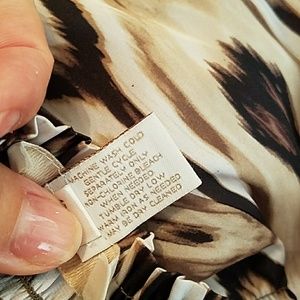 MACHINE WASH COLD
GENTLE CYCLE
SEPARATELY ONLY
NON-CHLORINE BLEACH
WHEN NEEDED
TUMBLE DRY LOW
WARM IRON AS NEEDED
MAY BE DRY CLEANED